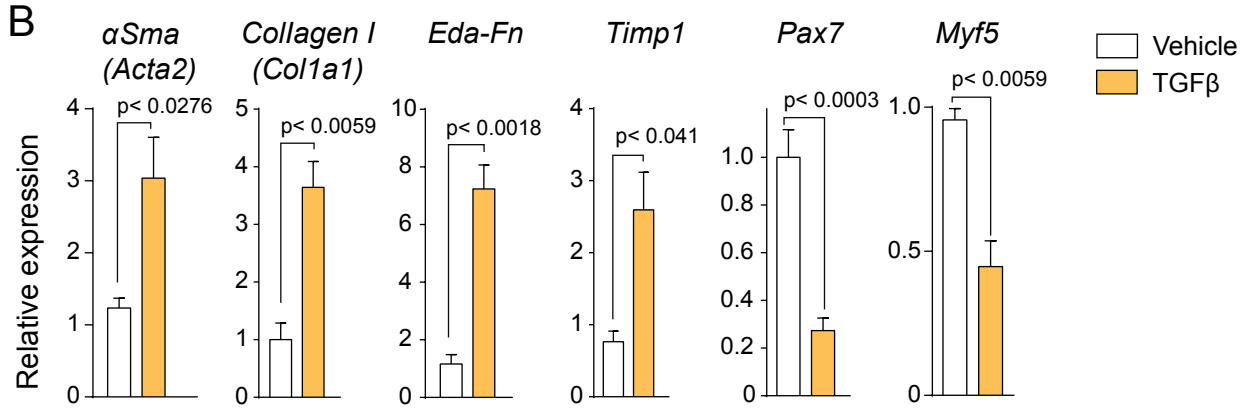 B
αSma
(Acta2)
Collagen I
(Col1a1)
Eda-Fn
Timp1
Pax7
Myf5
Vehicle
TGFβ
Relative expression
p< 0.0276
4
3
2
1
0
p< 0.0059
5
4
3
2
1
0
p< 0.0018
10
8
6
4
2
0
p< 0.041
4
3
2
1
0
p< 0.0003
1.0
0.8
0.6
0.4
0.2
0
p< 0.0059
1.0
0.5
0